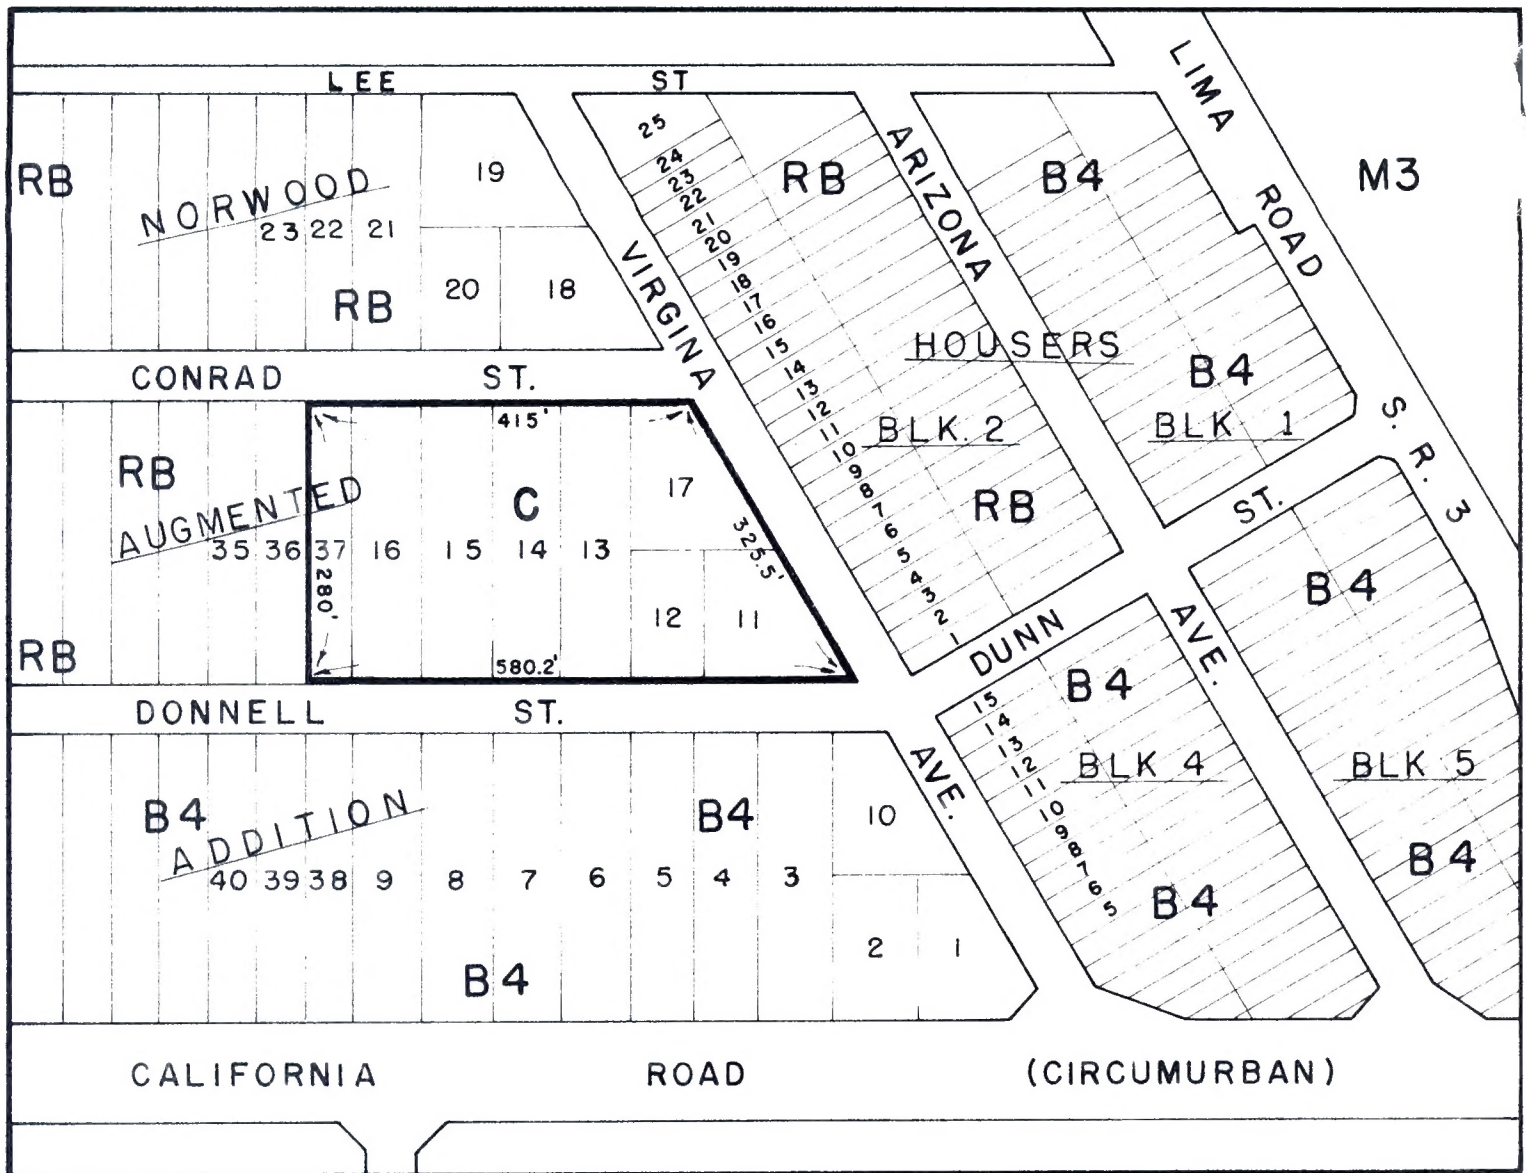 LEE ST
LIMA ROAD S. R. 3
RB
NORWOOD
23 22 21
19
20 18
RB
VIRGINA AVE.
25
24
23
22
21
20
19
18
17
16
15
14
13
12
11
10
9
8
7
6
5
4
3
2
1
RB
ARIZONA AVE.
B4
M3
HOUSERS
B4
BLK. 2
BLK 1
RB
CONRAD ST.
415'
RB
AUGMENTED
C
17
325.5'
35 36 37 16 15 14 13
280'
12 11
RB
580.2'
DUNN ST.
B4
B4
DONNELL ST.
15
14
13
12
11
10
9
8
7
6
5
BLK 4
BLK 5
B4
B4
B4
ADDITION
B4
10
40 39 38 9 8 7 6 5 4 3
2 1
B4
CALIFORNIA ROAD (CIRCUMURBAN)